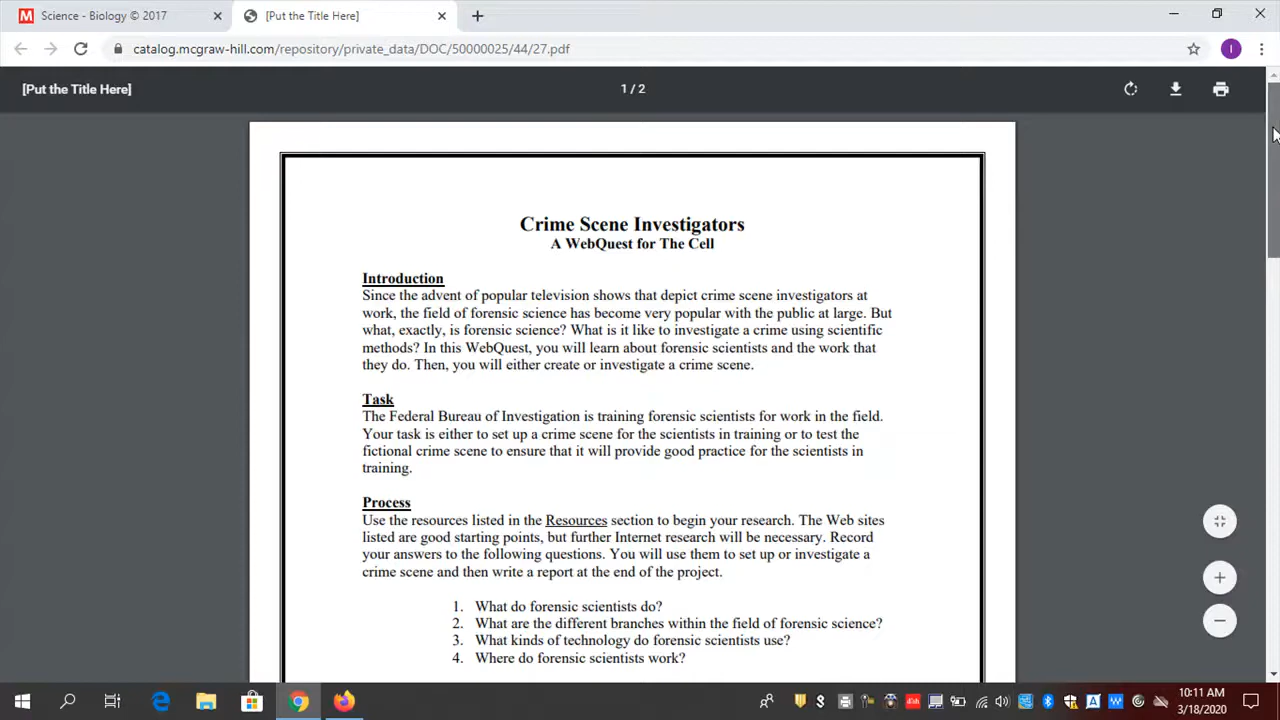 Science - Biology © 2017
[Put the Title Here]
catalog.mcgraw-hill.com/repository/private_data/DOC/50000025/44/27.pdf
[Put the Title Here]
1 / 2
Crime Scene Investigators
A WebQuest for The Cell
Introduction
Since the advent of popular television shows that depict crime scene investigators at
work, the field of forensic science has become very popular with the public at large. But
what, exactly, is forensic science? What is it like to investigate a crime using scientific
methods? In this WebQuest, you will learn about forensic scientists and the work that
they do. Then, you will either create or investigate a crime scene.
Task
The Federal Bureau of Investigation is training forensic scientists for work in the field.
Your task is either to set up a crime scene for the scientists in training or to test the
fictional crime scene to ensure that it will provide good practice for the scientists in
training.
Process
Use the resources listed in the Resources section to begin your research. The Web sites
listed are good starting points, but further Internet research will be necessary. Record
your answers to the following questions. You will use them to set up or investigate a
crime scene and then write a report at the end of the project.
1. What do forensic scientists do?
2. What are the different branches within the field of forensic science?
3. What kinds of technology do forensic scientists use?
4. Where do forensic scientists work?
10:11 AM
3/18/2020